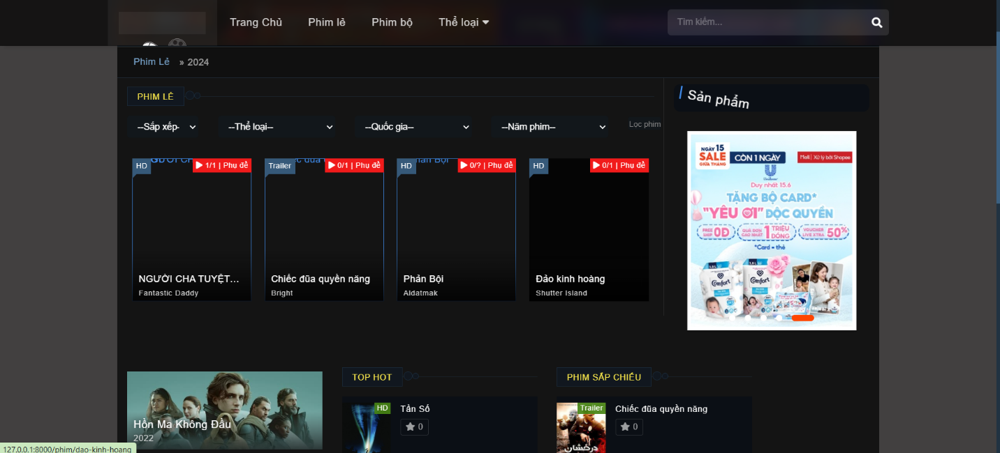 Trang Chủ
Phim lẻ
Phim bộ
Thể loại
Tìm kiếm...
Phim Lẻ » 2024
PHIM LẺ
--Sắp xếp-
--Thể loại--
--Quốc gia--
--Năm phim--
Lọc phim
HD
1/1 | Phụ đề
NGƯỜI CHA TUYỆT...
Fantastic Daddy
Trailer
0/1 | Phụ đề
Chiếc đũa quyền năng
Bright
HD
0/? | Phụ đề
Phản Bội
Aldatmak
HD
0/1 | Phụ đề
Đảo kinh hoàng
Shutter Island
Sản phẩm
NGÀY 15
SALE
GIỮA THÁNG
CÒN 1 NGÀY
Mall | Xử lý bởi Shopee
Unilever
Duy nhất 15.6
TẶNG BỘ CARD*
"YÊU ƠI" ĐỘC QUYỀN
FREE SHIP 0Đ
QUÀ ĐƠN CAO NHẤT 1 TRIỆU ĐỒNG
VOUCHER LIVE XTRA 50%
*Card = thẻ
Comfort
Comfort
Hồn Ma Không Đầu
2022
TOP HOT
HD
Tần Số
0
PHIM SẮP CHIẾU
Trailer
Chiếc đũa quyền năng
0
درخشان
127.0.0.1:8000/phim/dao-kinh-hoang